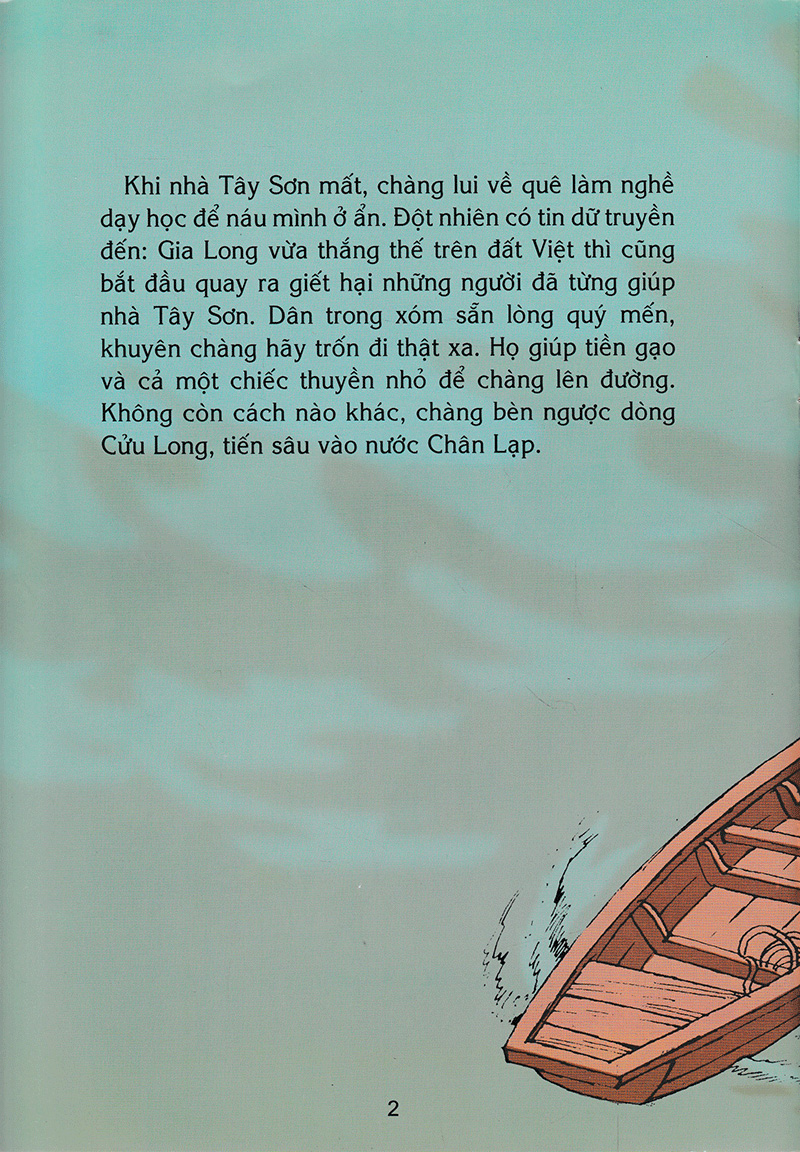 Khi nhà Tây Sơn mất, chàng lui về quê làm nghề
dạy học để náu mình ở ẩn. Đột nhiên có tin dữ truyền
đến: Gia Long vừa thắng thế trên đất Việt thì cũng
bắt đầu quay ra giết hại những người đã từng giúp
nhà Tây Sơn. Dân trong xóm sẵn lòng quý mến,
khuyên chàng hãy trốn đi thật xa. Họ giúp tiền gạo
và cả một chiếc thuyền nhỏ để chàng lên đường.
Không còn cách nào khác, chàng bèn ngược dòng
Cửu Long, tiến sâu vào nước Chân Lạp.
2